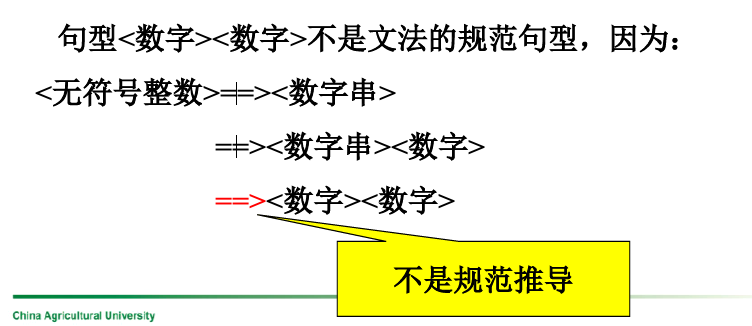 句型<数字><数字>不是文法的规范句型，因为：
<无符号整数>=|=><数字串>
=|=><数字串><数字>
==><数字><数字>
不是规范推导
China Agricultural University